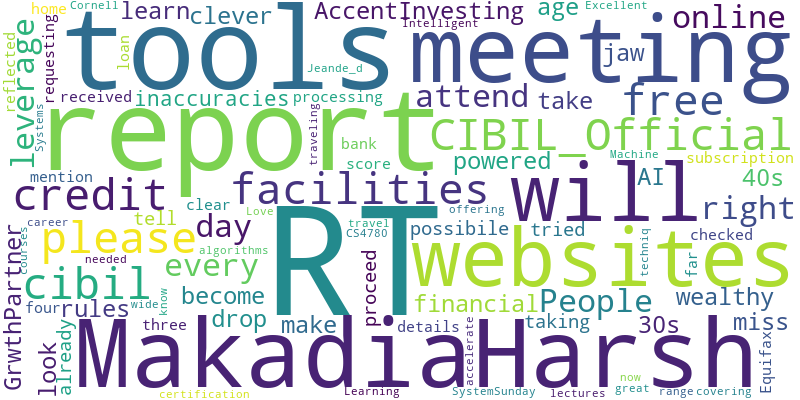 home Cornell learn clever AccentInvesting age Excellent online
reflected requesting loan tools Intelligent meeting jaw
leverage Jeande_d free
received inaccuracies processing attend take
Systems report traveling bank CIBIL_Official
mention score powered Machine subscription
credit facilities will AI 40s
clear Love offering right
career tell day RT travel CS4780 possibile tried checked
GrwthPartner please algorithms websites techniq far
courses needed every proceed
cibil become financial People wealthy
four rules wide know drop make details taking 30s miss
already three accelerate Equifax
look MakadiaHarsh
certification Learning SystemSunday lectures now great range covering